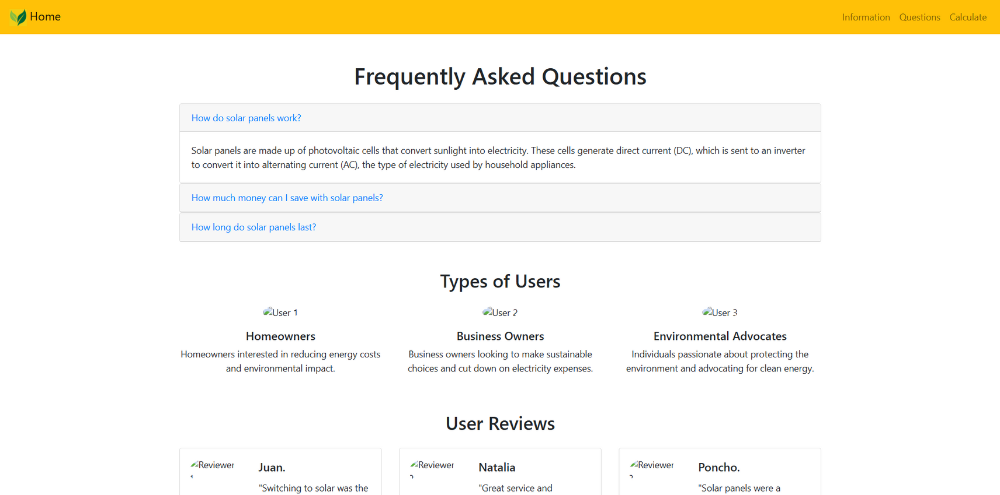 Home
Information Questions Calculate
Frequently Asked Questions
How do solar panels work?
Solar panels are made up of photovoltaic cells that convert sunlight into electricity. These cells generate direct current (DC), which is sent to an inverter
to convert it into alternating current (AC), the type of electricity used by household appliances.
How much money can I save with solar panels?
How long do solar panels last?
Types of Users
User 1
User 2
User 3
Homeowners
Homeowners interested in reducing energy costs
and environmental impact.
Business Owners
Business owners looking to make sustainable
choices and cut down on electricity expenses.
Environmental Advocates
Individuals passionate about protecting the
environment and advocating for clean energy.
User Reviews
Reviewer
Juan.
"Switching to solar was the
Reviewer
Natalia
"Great service and
Reviewer
Poncho.
"Solar panels were a